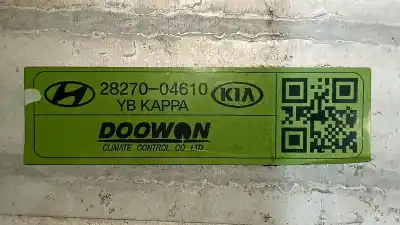 28270-04610 KIA
YB KAPPA
DOOWON
CLIMATE CONTROL CO LTD